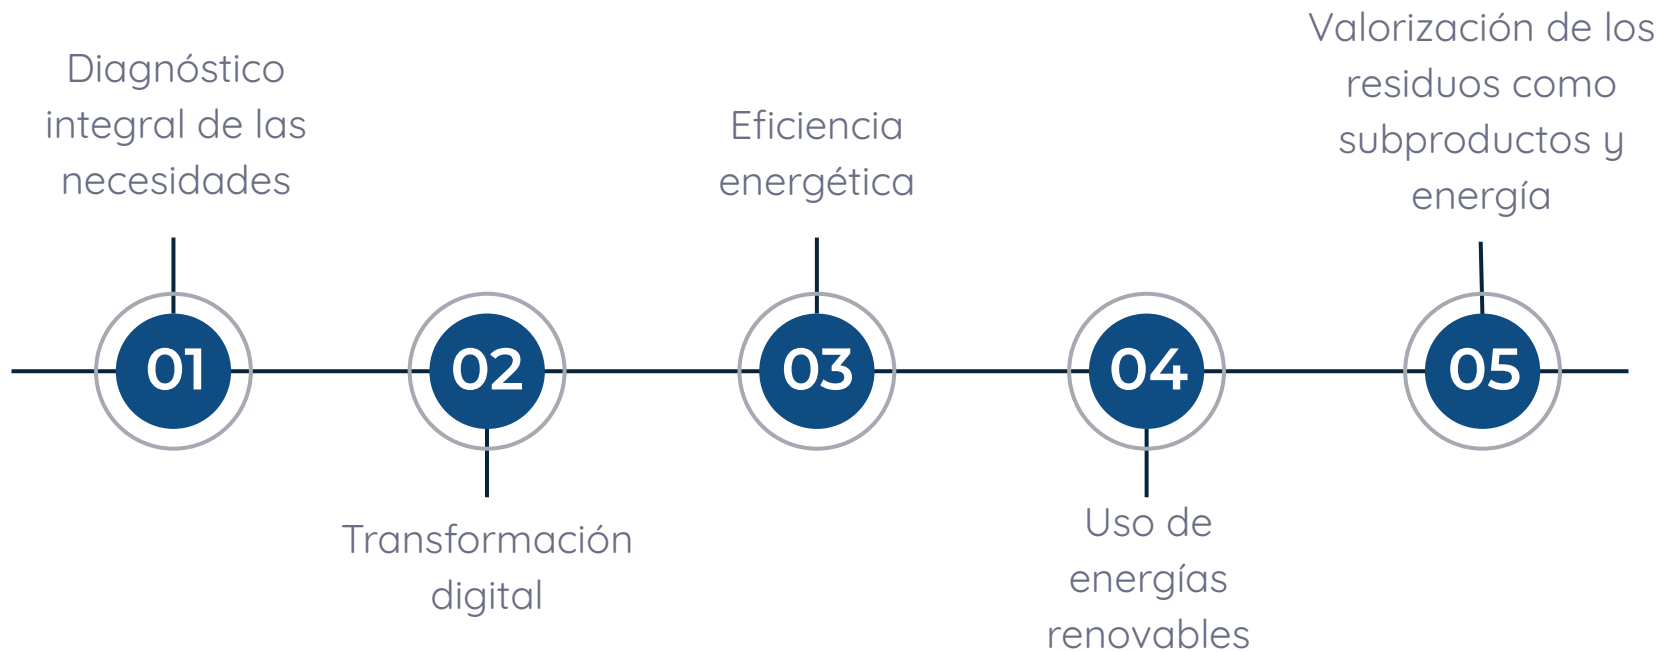 Diagnóstico
integral de las
necesidades
01
02
Transformación
digital
Eficiencia
energética
03
04
Uso de
energías
renovables
Valorización de los
residuos como
subproductos y
energía
05